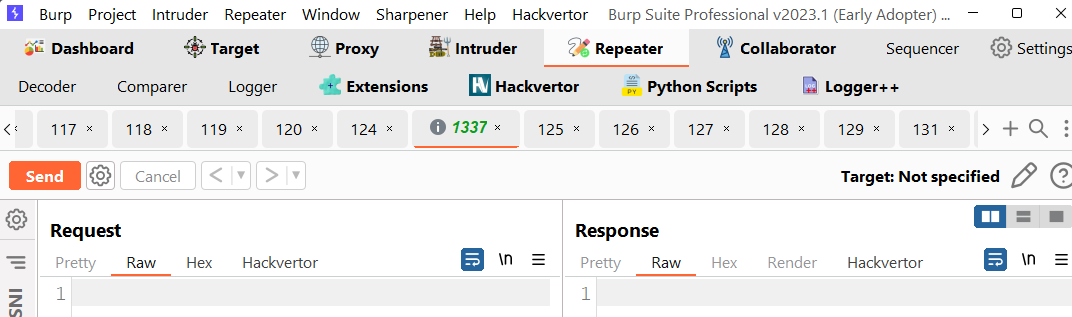 Burp Project Intruder Repeater Window Sharpener Help Hackvertor Burp Suite Professional v2023.1 (Early Adopter) ...
Dashboard Target Proxy Intruder Repeater Collaborator Sequencer Settings
Decoder Comparer Logger Extensions Hackvertor Python Scripts Logger++
117 × 118 × 119 × 120 × 124 × 1337 × 125 × 126 × 127 × 128 × 129 × 131 ×
Send Cancel < > Target: Not specified
Request Response
Pretty Raw Hex Hackvertor \n Pretty Raw Hex Render Hackvertor \n
1 1
INS